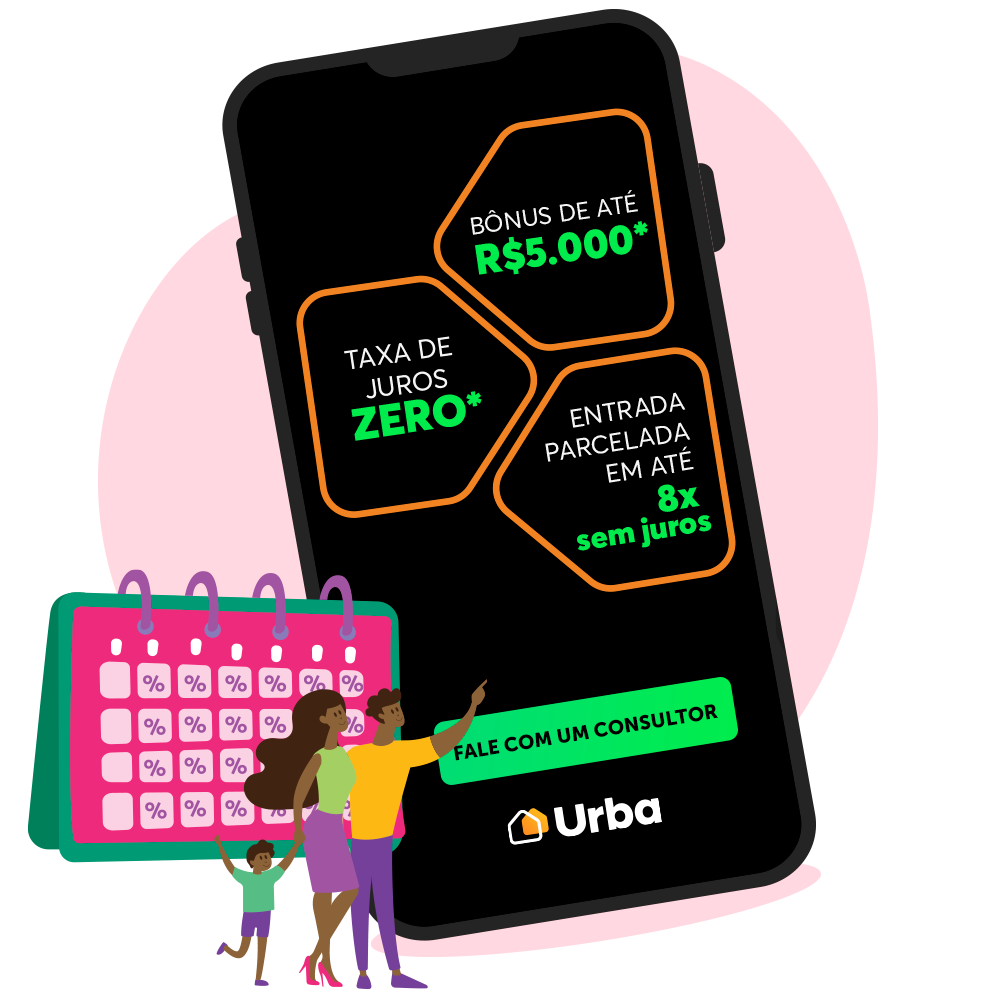 BÔNUS DE ATÉ
R$5.000*
TAXA DE
JUROS
ZERO*
ENTRADA
PARCELADA
EM ATÉ
8x
sem juros
% % % % % %
% % % % %
% % %
% % % % %
FALE COM UM CONSULTOR
Urba